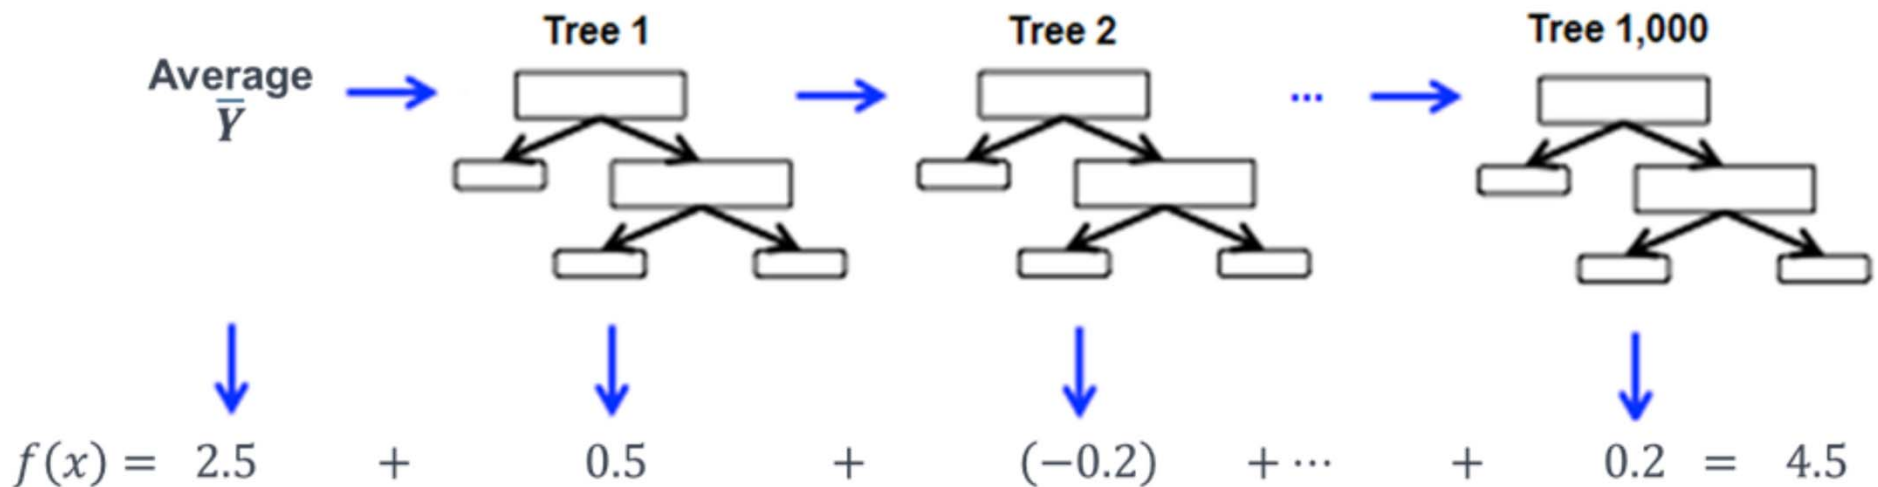 Tree 1 Tree 2 Tree 1,000
Average
Y̅ ...
f(x) = 2.5 + 0.5 + (−0.2) + ⋯ + 0.2 = 4.5